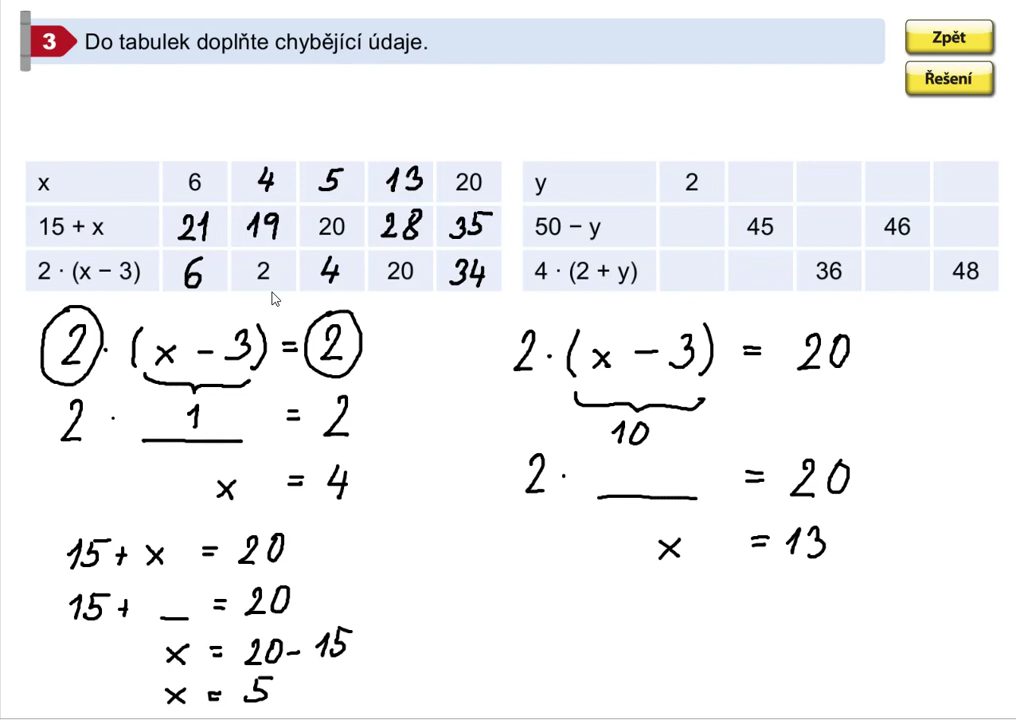 3 Do tabulek doplňte chybějící údaje.
Zpět
Řešení
x 6 4 5 13 20
15 + x 21 19 20 28 35
2 · (x − 3) 6 2 4 20 34
y 2
50 − y 45 46
4 · (2 + y) 36 48
2 · (x − 3) = 2
1
2 · ____ = 2
x = 4
15 + x = 20
15 + _ = 20
x = 20 − 15
x = 5
2 · (x − 3) = 20
10
2 · ____ = 20
x = 13